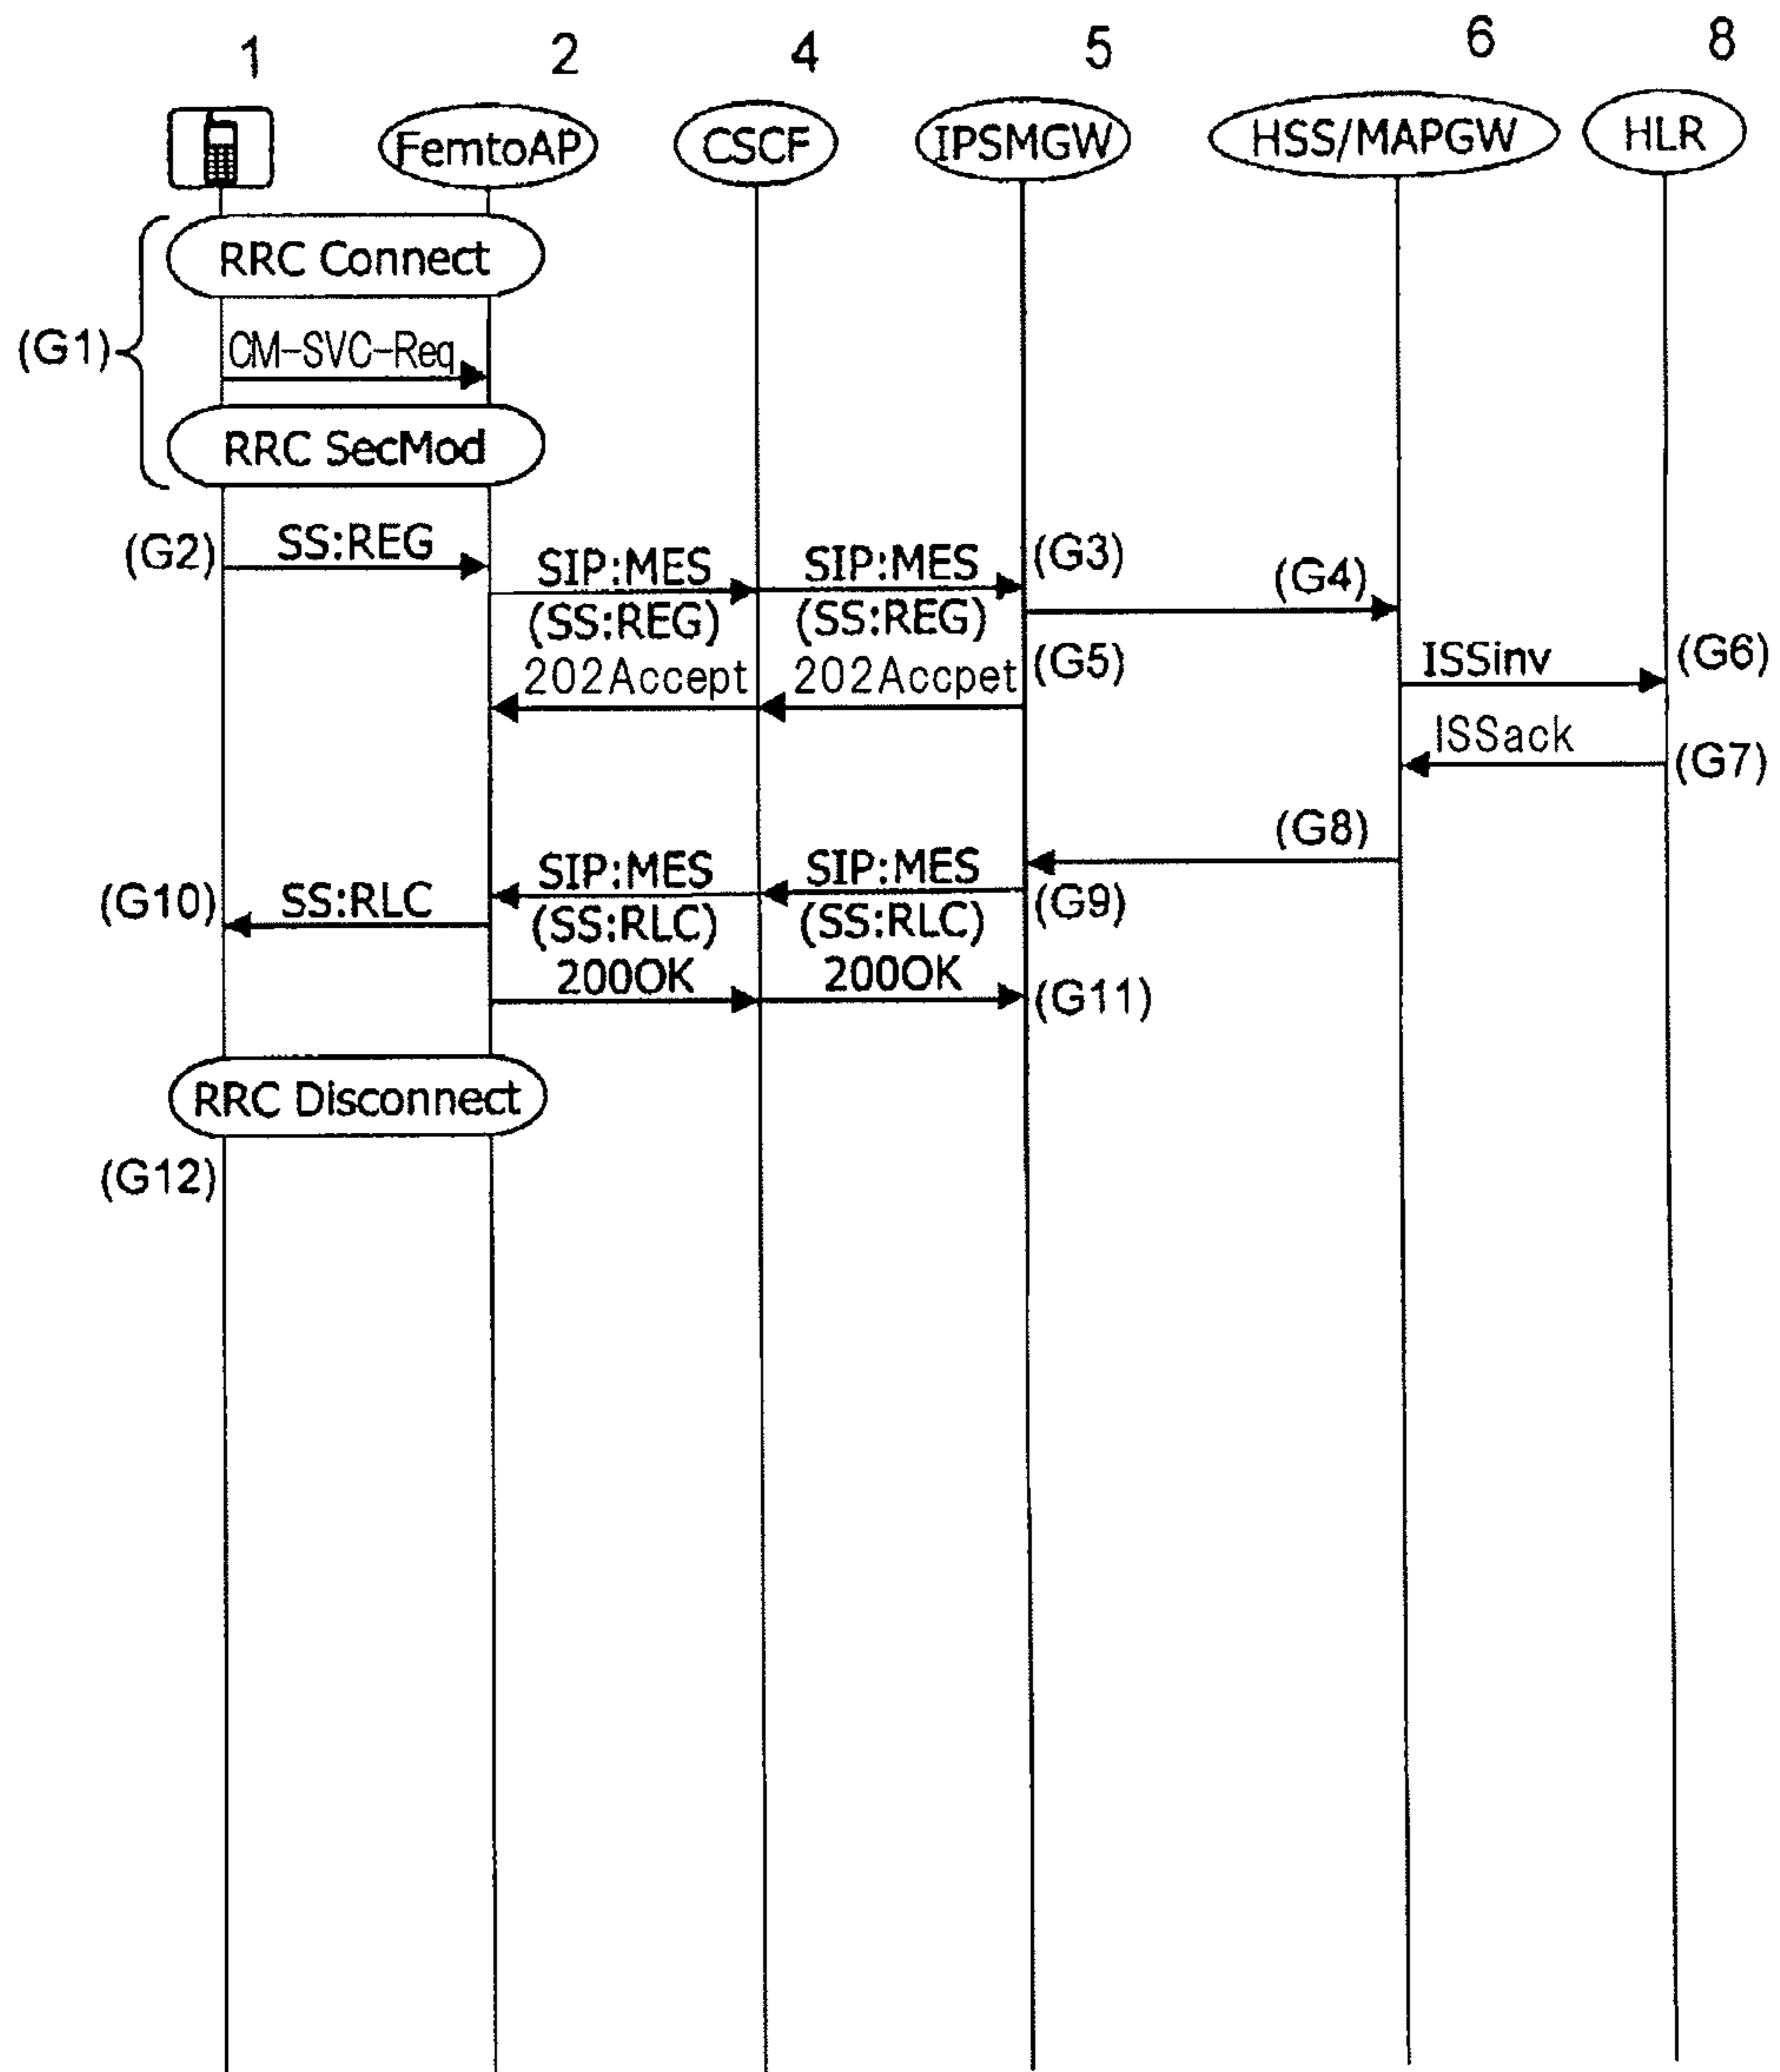 1 2 4 5 6 8
FemtoAP CSCF IPSMGW HSS/MAPGW HLR
RRC Connect
(G1) CM-SVC-Req
RRC SecMod
(G2) SS:REG
SIP:MES SIP:MES (G3)
(SS:REG) (SS:REG) (G4)
202Accept 202Accpet (G5)
ISSinv (G6)
ISSack (G7)
(G8)
SIP:MES SIP:MES
(G10) SS:RLC (SS:RLC) (SS:RLC) (G9)
200OK 200OK (G11)
RRC Disconnect
(G12)